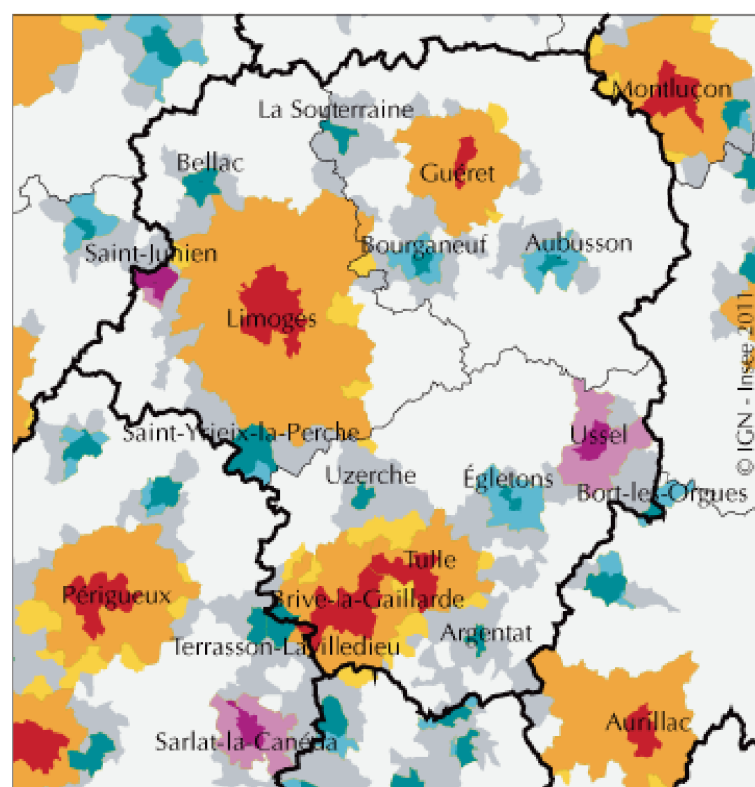 Montluçon
La Souterraine
Bellac
Guéret
Bourganeuf
Aubusson
Saint-Junien
Limoges
Saint-Yrieix-la-Perche
Ussel
Uzerche
Égletons
Bort-les-Orgues
Tulle
Périgueux
Brive-la-Gaillarde
Argentat
Terrasson-Lavilledieu
Aurillac
Sarlat-la-Canéda
© IGN - Insee 2011